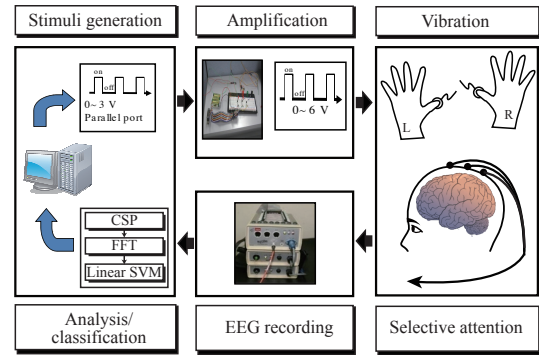 Stimuli generation
Amplification
Vibration
on
off
0~ 3 V
Parallel port
on
off
0~ 6 V
L
R
CSP
FFT
Linear SVM
Analysis/
classification
EEG recording
Selective attention